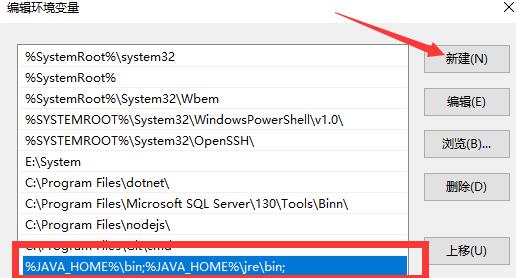 编辑环境变量
%SystemRoot%\system32
新建(N)
%SystemRoot%
%SystemRoot%\System32\Wbem
编辑(E)
%SYSTEMROOT%\System32\WindowsPowerShell\v1.0\
%SYSTEMROOT%\System32\OpenSSH\
浏览(B)...
E:\System
C:\Program Files\dotnet\
删除(D)
C:\Program Files\Microsoft SQL Server\130\Tools\Binn\
C:\Program Files\nodejs\
C:\Program Files\Git\cmd
上移(U)
%JAVA_HOME%\bin;%JAVA_HOME%\jre\bin;